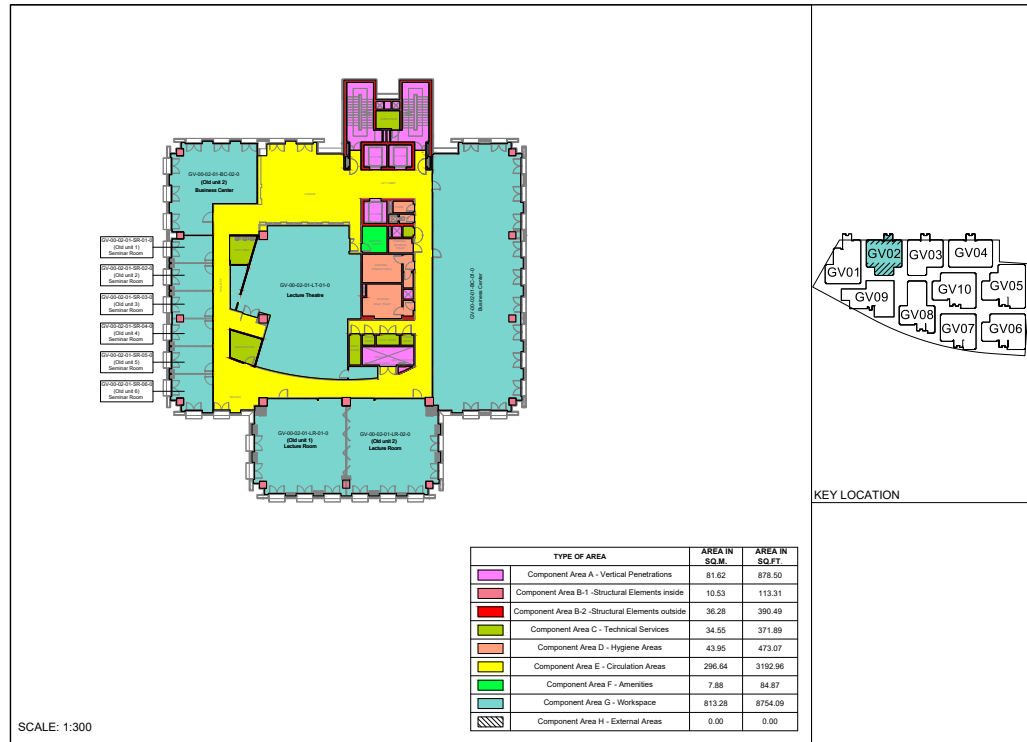 GV-00-02-01-BC-02-0
(Old unit 2)
Business Center
GV-00-02-01-SR-01-0
(Old unit 1)
Seminar Room
GV-00-02-01-SR-02-0
(Old unit 2)
Seminar Room
GV-00-02-01-SR-03-0
(Old unit 3)
Seminar Room
GV-00-02-01-SR-04-0
(Old unit 4)
Seminar Room
GV-00-02-01-SR-05-0
(Old unit 5)
Seminar Room
GV-00-02-01-SR-06-0
(Old unit 6)
Seminar Room
GV-00-02-01-LT-01-0
Lecture Theatre
GV-00-02-01-BC-01-0
Business Center
GV-00-02-01-LR-01-0
(Old unit 1)
Lecture Room
GV-00-02-01-LR-02-0
(Old unit 2)
Lecture Room
GV01
GV02
GV03
GV04
GV09
GV08
GV10
GV05
GV07
GV06
KEY LOCATION
TYPE OF AREA AREA IN SQ.M. AREA IN SQ.FT.
Component Area A - Vertical Penetrations 81.62 878.50
Component Area B-1 -Structural Elements inside 10.53 113.31
Component Area B-2 -Structural Elements outside 36.28 390.49
Component Area C - Technical Services 34.55 371.89
Component Area D - Hygiene Areas 43.95 473.07
Component Area E - Circulation Areas 296.64 3192.96
Component Area F - Amenities 7.88 84.87
Component Area G - Workspace 813.28 8754.09
Component Area H - External Areas 0.00 0.00
SCALE: 1:300